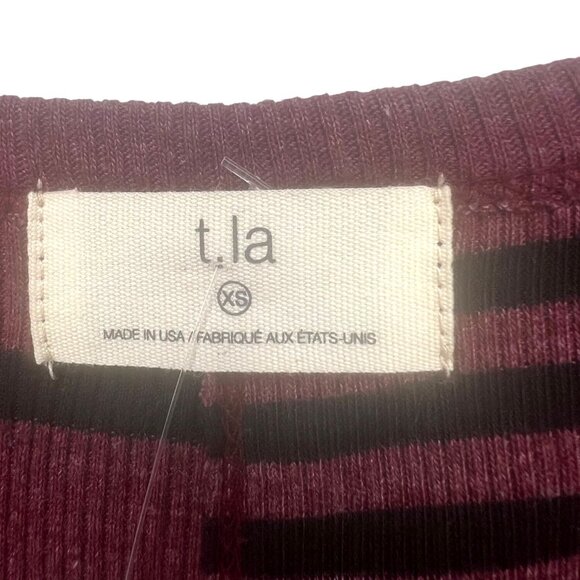 t.la
XS
MADE IN USA / FABRIQUÉ AUX ÉTATS-UNIS